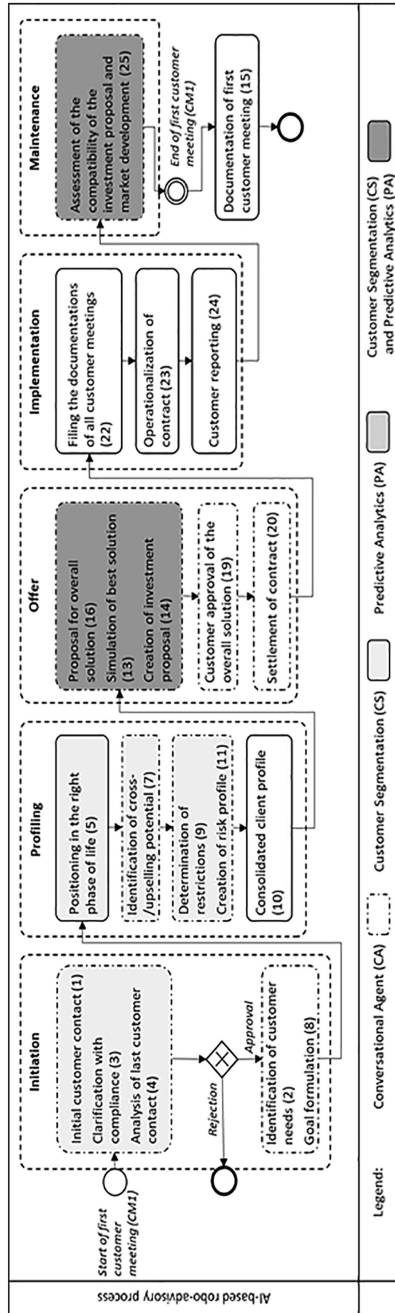 AI-based robo-advisory process
Initiation
Start of first
customer
meeting (CM1)
Initial customer contact (1)
Clarification with
compliance (3)
Analysis of last customer
contact (4)
Rejection
Approval
Identification of customer
needs (2)
Goal formulation (8)
Profiling
Positioning in the right
phase of life (5)
Identification of cross-
/upselling potential (7)
Determination of
restrictions (9)
Creation of risk profile (11)
Consolidated client profile
(10)
Offer
Proposal for overall
solution (16)
Simulation of best solution
(13)
Creation of investment
proposal (14)
Customer approval of the
overall solution (19)
Settlement of contract (20)
Implementation
Filing the documentations
of all customer meetings
(22)
Operationalization of
contract (23)
Customer reporting (24)
Maintenance
Assessment of the
compatibility of the
investment proposal and
market development (25)
End of first customer
meeting (CM1)
Documentation of first
customer meeting (15)
Legend:
Conversational Agent (CA)
Customer Segmentation (CS)
Predictive Analytics (PA)
Customer Segmentation (CS)
and Predictive Analytics (PA)